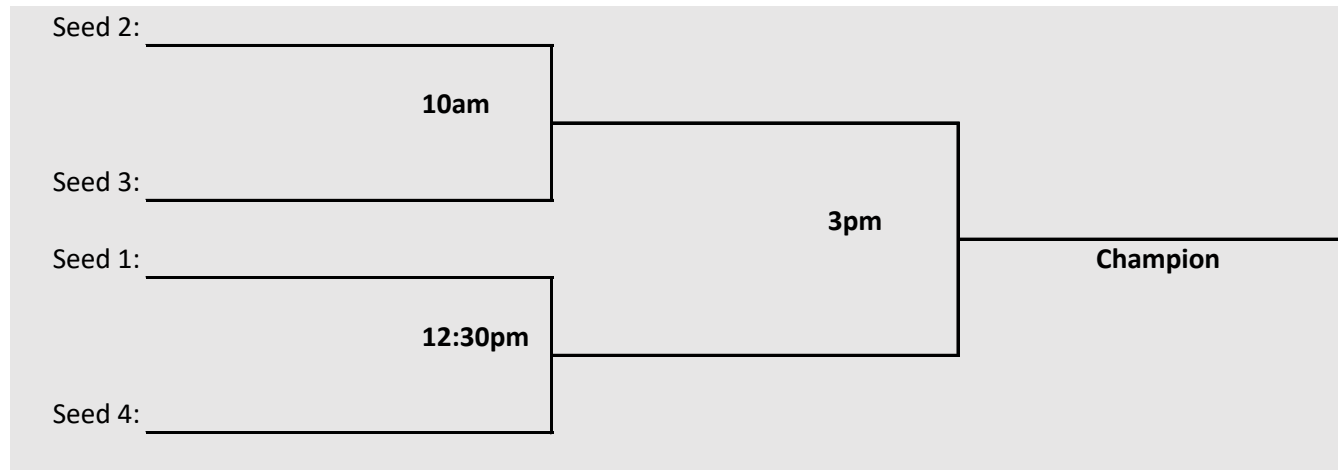 Seed 2:
10am
Seed 3:
3pm
Seed 1:
Champion
12:30pm
Seed 4: